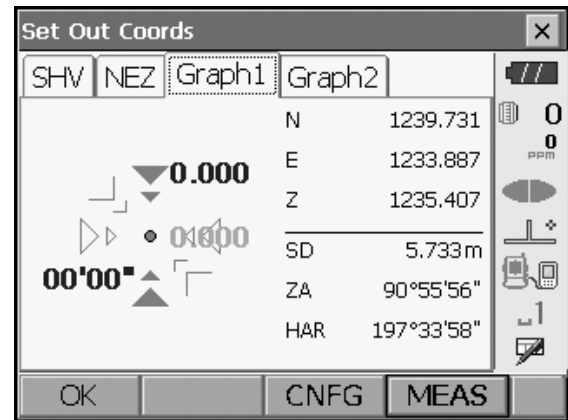 Set Out Coords
SHV NEZ Graph1 Graph2
N 1239.731
E 1233.887
Z 1235.407
SD 5.733m
ZA 90°55'56"
HAR 197°33'58"
0.000
00'00"
0
0
PPM
1
OK CNFG MEAS